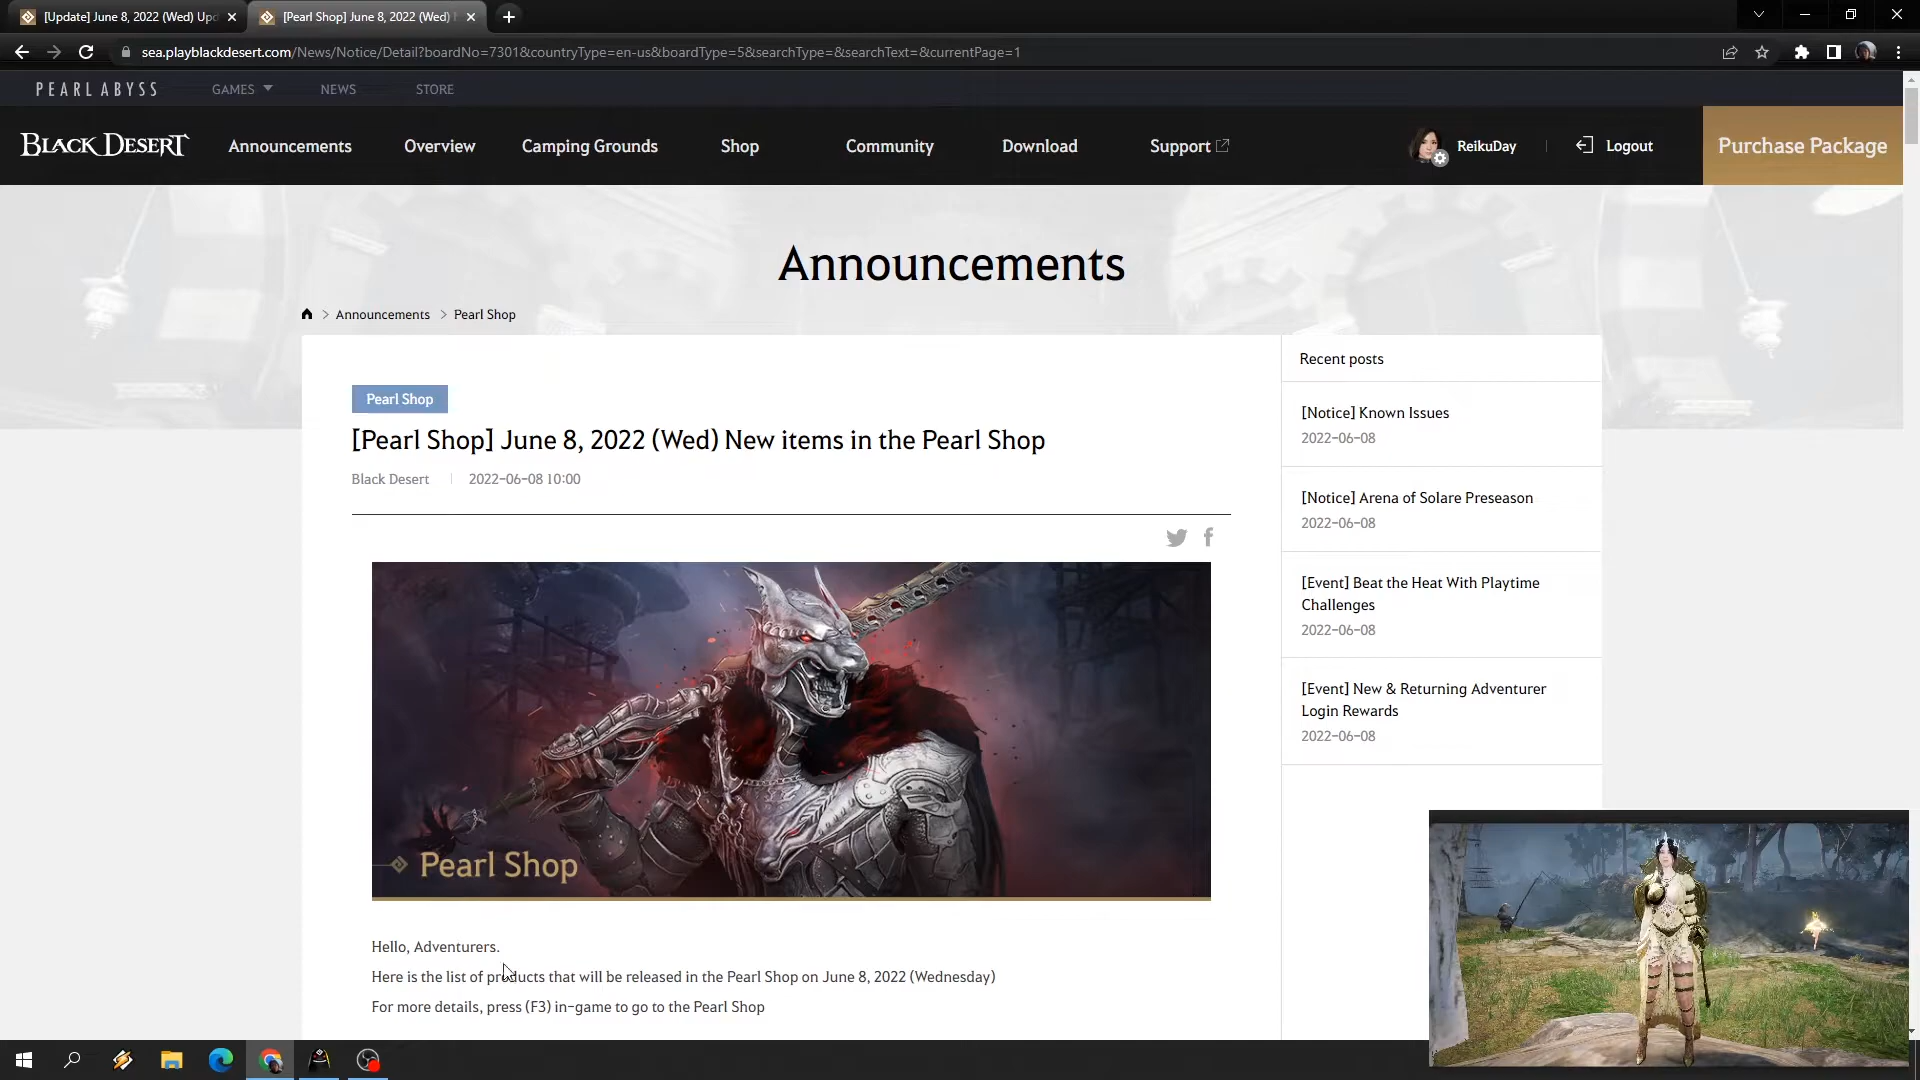 [Update] June 8, 2022 (Wed) Upd
[Pearl Shop] June 8, 2022 (Wed)
sea.playblackdesert.com/News/Notice/Detail?boardNo=7301&countryType=en-us&boardType=5&searchType=&searchText=&currentPage=1
PEARL ABYSS
GAMES
NEWS
STORE
BLACK DESERT
Announcements
Overview
Camping Grounds
Shop
Community
Download
Support
ReikuDay
Logout
Purchase Package
Announcements
> Announcements > Pearl Shop
Pearl Shop
[Pearl Shop] June 8, 2022 (Wed) New items in the Pearl Shop
Black Desert | 2022-06-08 10:00
Pearl Shop
Hello, Adventurers.
Here is the list of products that will be released in the Pearl Shop on June 8, 2022 (Wednesday)
For more details, press (F3) in-game to go to the Pearl Shop
Recent posts
[Notice] Known Issues
2022-06-08
[Notice] Arena of Solare Preseason
2022-06-08
[Event] Beat the Heat With Playtime
Challenges
2022-06-08
[Event] New & Returning Adventurer
Login Rewards
2022-06-08